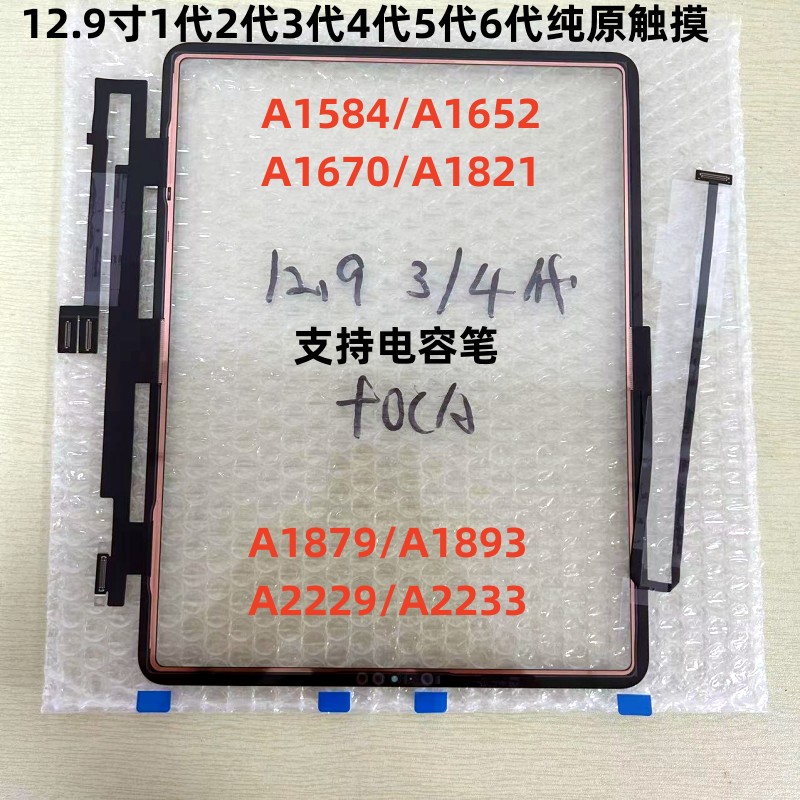 12.9寸1代2代3代4代5代6代纯原触摸
A1584/A1652
A1670/A1821
12.9 3/4代
支持电容笔
+OCA
A1879/A1893
A2229/A2233